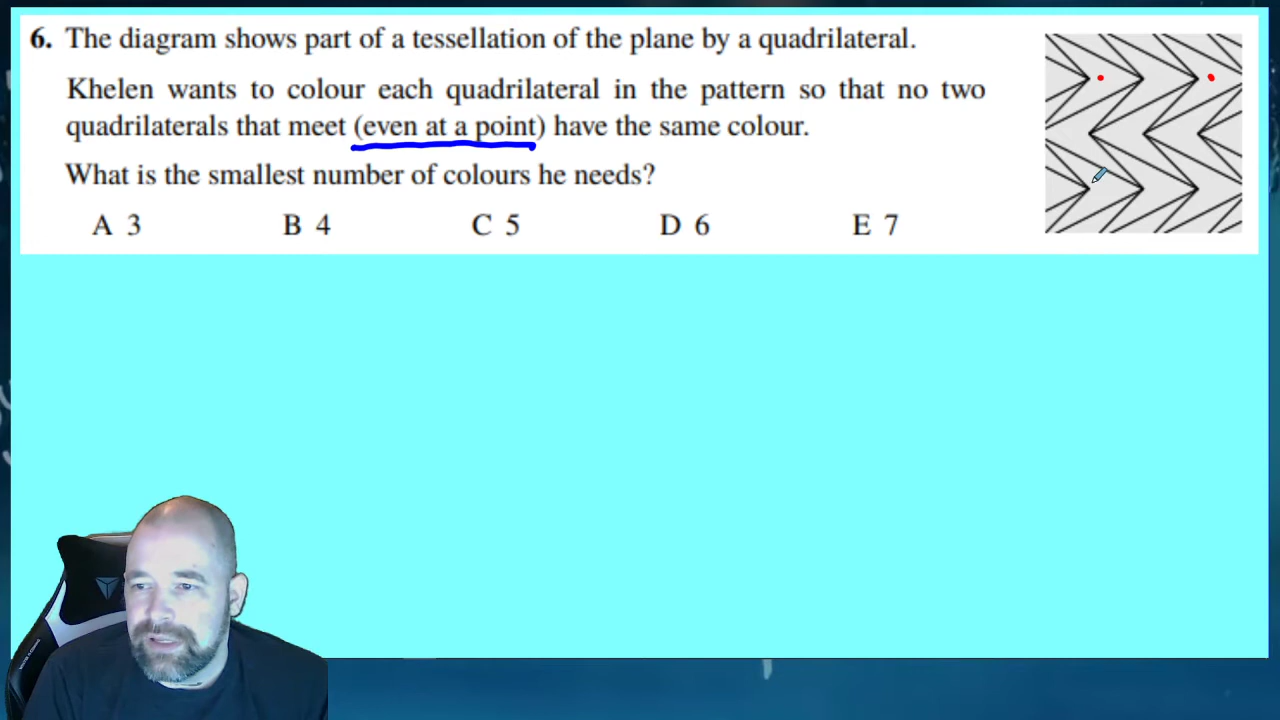 6. The diagram shows part of a tessellation of the plane by a quadrilateral.
Khelen wants to colour each quadrilateral in the pattern so that no two
quadrilaterals that meet (even at a point) have the same colour.
What is the smallest number of colours he needs?
A 3 B 4 C 5 D 6 E 7